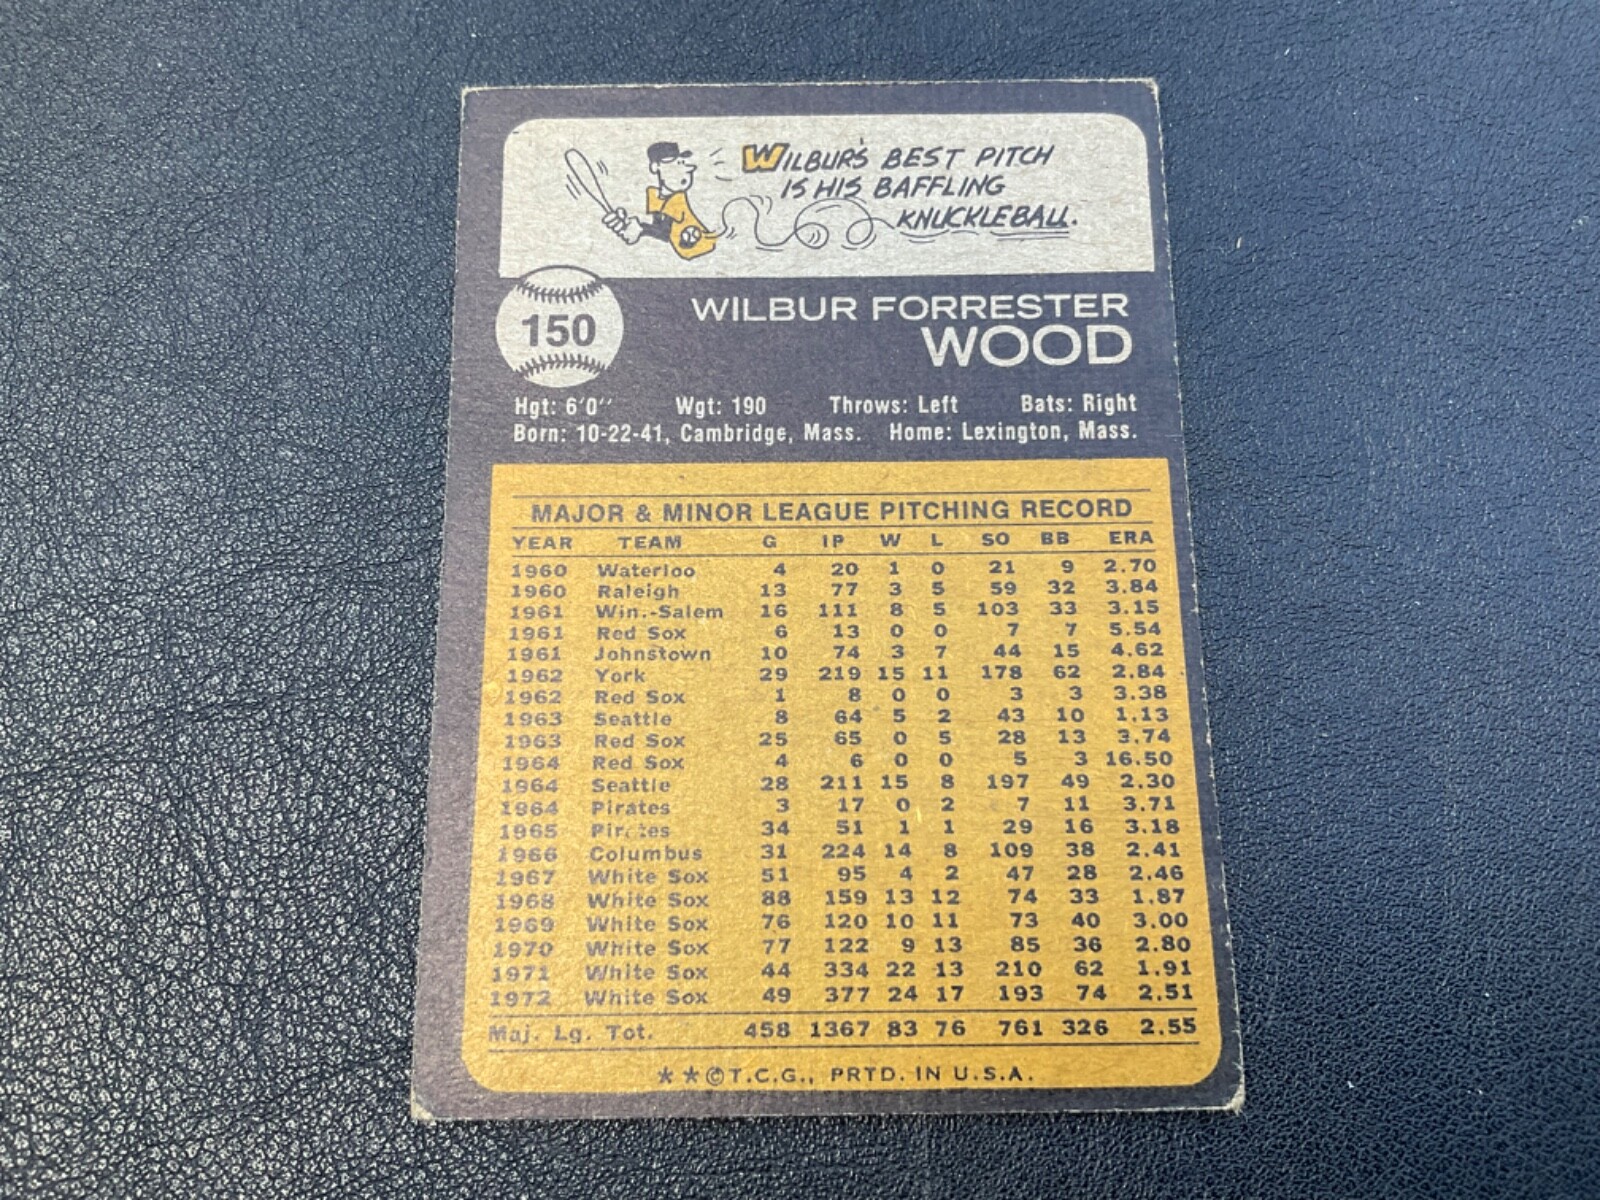 WILBUR'S BEST PITCH
IS HIS BAFFLING
KNUCKLEBALL.
150
WILBUR FORRESTER
WOOD
Hgt: 6'0'' Wgt: 190 Throws: Left Bats: Right
Born: 10-22-41, Cambridge, Mass. Home: Lexington, Mass.
MAJOR & MINOR LEAGUE PITCHING RECORD
YEAR TEAM G IP W L SO BB ERA
1960 Waterloo 4 20 1 0 21 9 2.70
1960 Raleigh 13 77 3 5 59 32 3.84
1961 Win.-Salem 16 111 8 5 103 33 3.15
1961 Red Sox 6 13 0 0 7 7 5.54
1961 Johnstown 10 74 3 7 44 15 4.62
1962 York 29 219 15 11 178 62 2.84
1962 Red Sox 1 8 0 0 3 3 3.38
1963 Seattle 8 64 5 2 43 10 1.13
1963 Red Sox 25 65 0 5 28 13 3.74
1964 Red Sox 4 6 0 0 5 3 16.50
1964 Seattle 28 211 15 8 197 49 2.30
1964 Pirates 3 17 0 2 7 11 3.71
1965 Pirates 34 51 1 1 29 16 3.18
1966 Columbus 31 224 14 8 109 38 2.41
1967 White Sox 51 95 4 2 47 28 2.46
1968 White Sox 88 159 13 12 74 33 1.87
1969 White Sox 76 120 10 11 73 40 3.00
1970 White Sox 77 122 9 13 85 36 2.80
1971 White Sox 44 334 22 13 210 62 1.91
1972 White Sox 49 377 24 17 193 74 2.51
Maj. Lg. Tot. 458 1367 83 76 761 326 2.55
★★©T.C.G., PRTD. IN U.S.A.